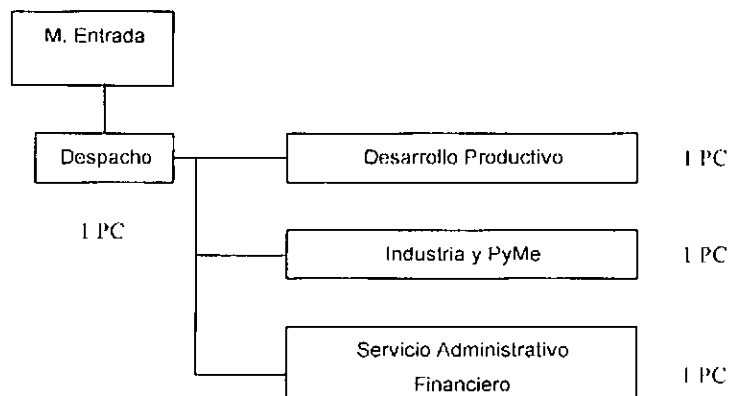 M. Entrada
Despacho
1 PC
Desarrollo Productivo
1 PC
Industria y PyMe
1 PC
Servicio Administrativo
Financiero
1 PC